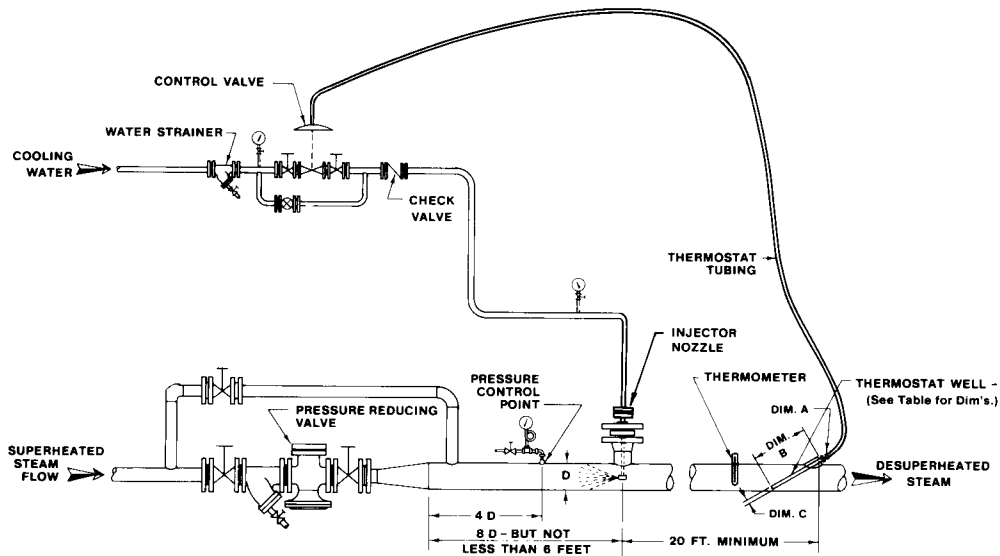 CONTROL VALVE
WATER STRAINER
COOLING
WATER
CHECK
VALVE
THERMOSTAT
TUBING
INJECTOR
NOZZLE
PRESSURE
CONTROL
POINT
THERMOMETER
THERMOSTAT WELL -
(See Table for Dim's.)
DIM. A
PRESSURE REDUCING
VALVE
DIM.
B
SUPERHEATED
STEAM
FLOW
D
DESUPERHEATED
STEAM
DIM. C
4 D
8 D - BUT NOT
LESS THAN 6 FEET
20 FT. MINIMUM